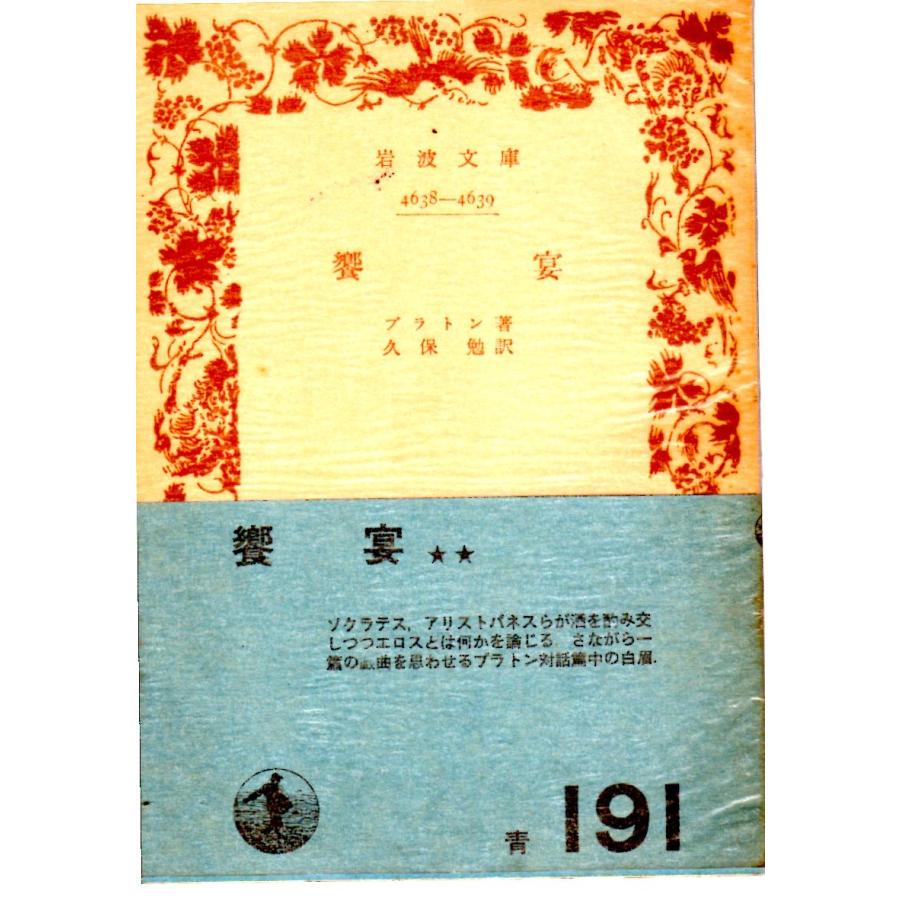 岩波文庫
4638—4639
饗宴
プラトン著
久保勉訳
饗宴★★
ソクラテス，アリストパネスらが酒を酌み交
しつつエロスとは何かを論じる　さながら一
篇の戯曲を思わせるプラトン対話篇中の白眉.
青 191